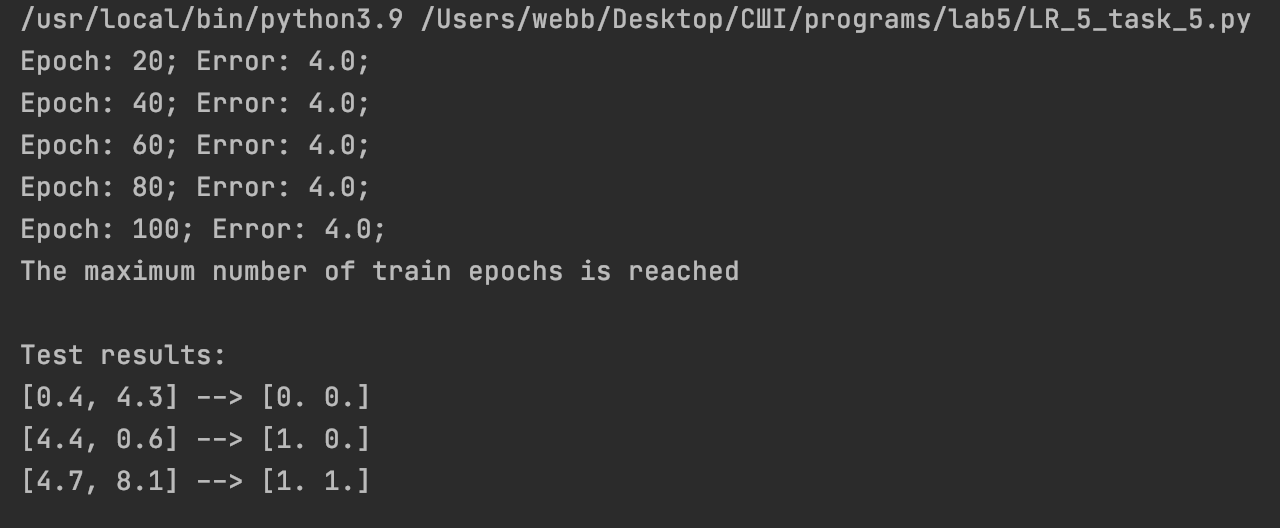 /usr/local/bin/python3.9 /Users/webb/Desktop/СШІ/programs/lab5/LR_5_task_5.py
Epoch: 20; Error: 4.0;
Epoch: 40; Error: 4.0;
Epoch: 60; Error: 4.0;
Epoch: 80; Error: 4.0;
Epoch: 100; Error: 4.0;
The maximum number of train epochs is reached
Test results:
[0.4, 4.3] --> [0. 0.]
[4.4, 0.6] --> [1. 0.]
[4.7, 8.1] --> [1. 1.]